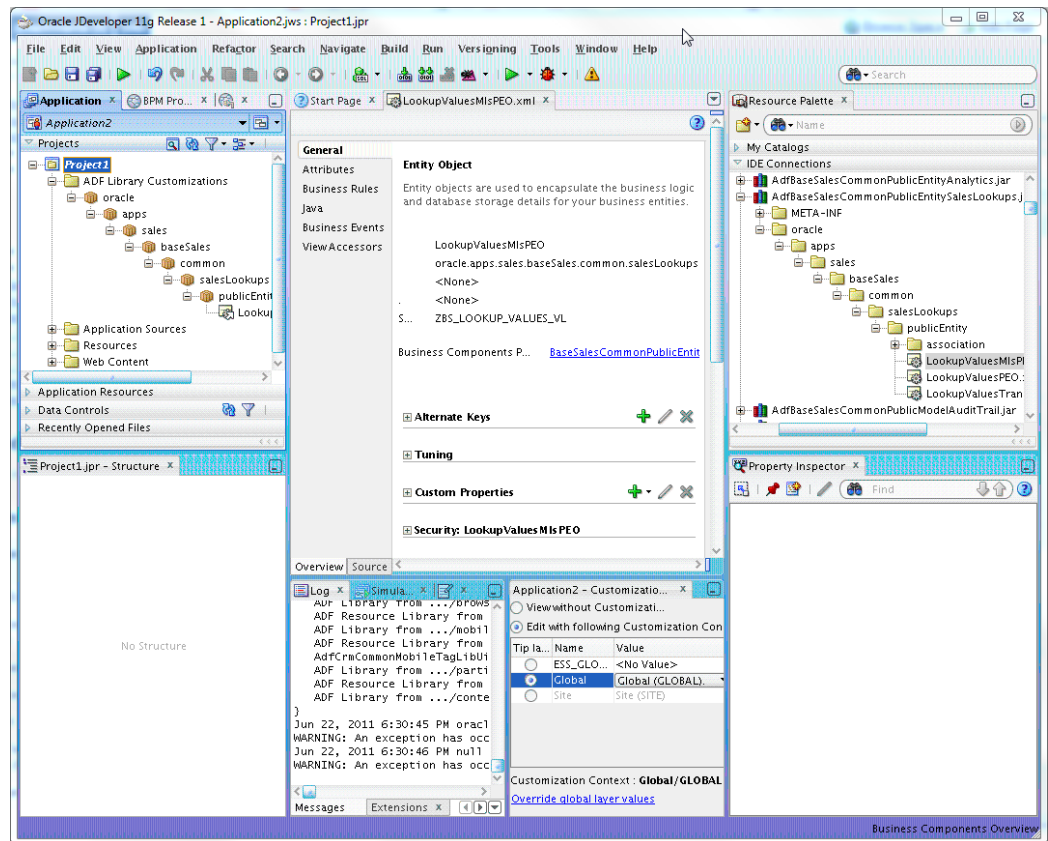 Oracle JDeveloper 11g Release 1 - Application2.jws : Project1.jpr
File Edit View Application Refactor Search Navigate Build Run Versioning Tools Window Help
Search
Application x BPM Pro... x x
Application2
Projects
Project1
ADF Library Customizations
oracle
apps
sales
baseSales
common
salesLookups
publicEntit
Looku
Application Sources
Resources
Web Content
Application Resources
Data Controls
Recently Opened Files
Project1.jpr - Structure x
No Structure
Start Page x LookupValuesMlsPEO.xml x
General
Attributes
Business Rules
Java
Business Events
View Accessors
Entity Object
Entity objects are used to encapsulate the business logic
and database storage details for your business entities.
LookupValuesMlsPEO
oracle.apps.sales.baseSales.common.salesLookups
<None>
. <None>
S... ZBS_LOOKUP_VALUES_VL
Business Components P... BaseSalesCommonPublicEntit
Alternate Keys
Tuning
Custom Properties
Security: LookupValuesMlsPEO
Overview Source
Log x Simula... x x
ADF Library from .../brows
ADF Resource Library from
ADF Library from .../mobil
ADF Resource Library from
AdfCrmCommonMobileTagLibUi
ADF Library from .../parti
ADF Resource Library from
ADF Library from .../conte
}
Jun 22, 2011 6:30:45 PM oracl
WARNING: An exception has occ
Jun 22, 2011 6:30:46 PM null
WARNING: An exception has occ
Messages Extensions x
Application2 - Customizatio... x
View without Customizati...
Edit with following Customization Con
Tip la... Name Value
ESS_GLO... <No Value>
Global Global (GLOBAL).
Site Site (SITE)
Customization Context : Global/GLOBAL
Override global layer values
Resource Palette x
Name
My Catalogs
IDE Connections
AdfBaseSalesCommonPublicEntityAnalytics.jar
AdfBaseSalesCommonPublicEntitySalesLookups.j
META-INF
oracle
apps
sales
baseSales
common
salesLookups
publicEntity
association
LookupValuesMlsPI
LookupValuesPEO.:
LookupValuesTran
AdfBaseSalesCommonPublicModelAuditTrail.jar
Property Inspector x
Find
Business Components Overview